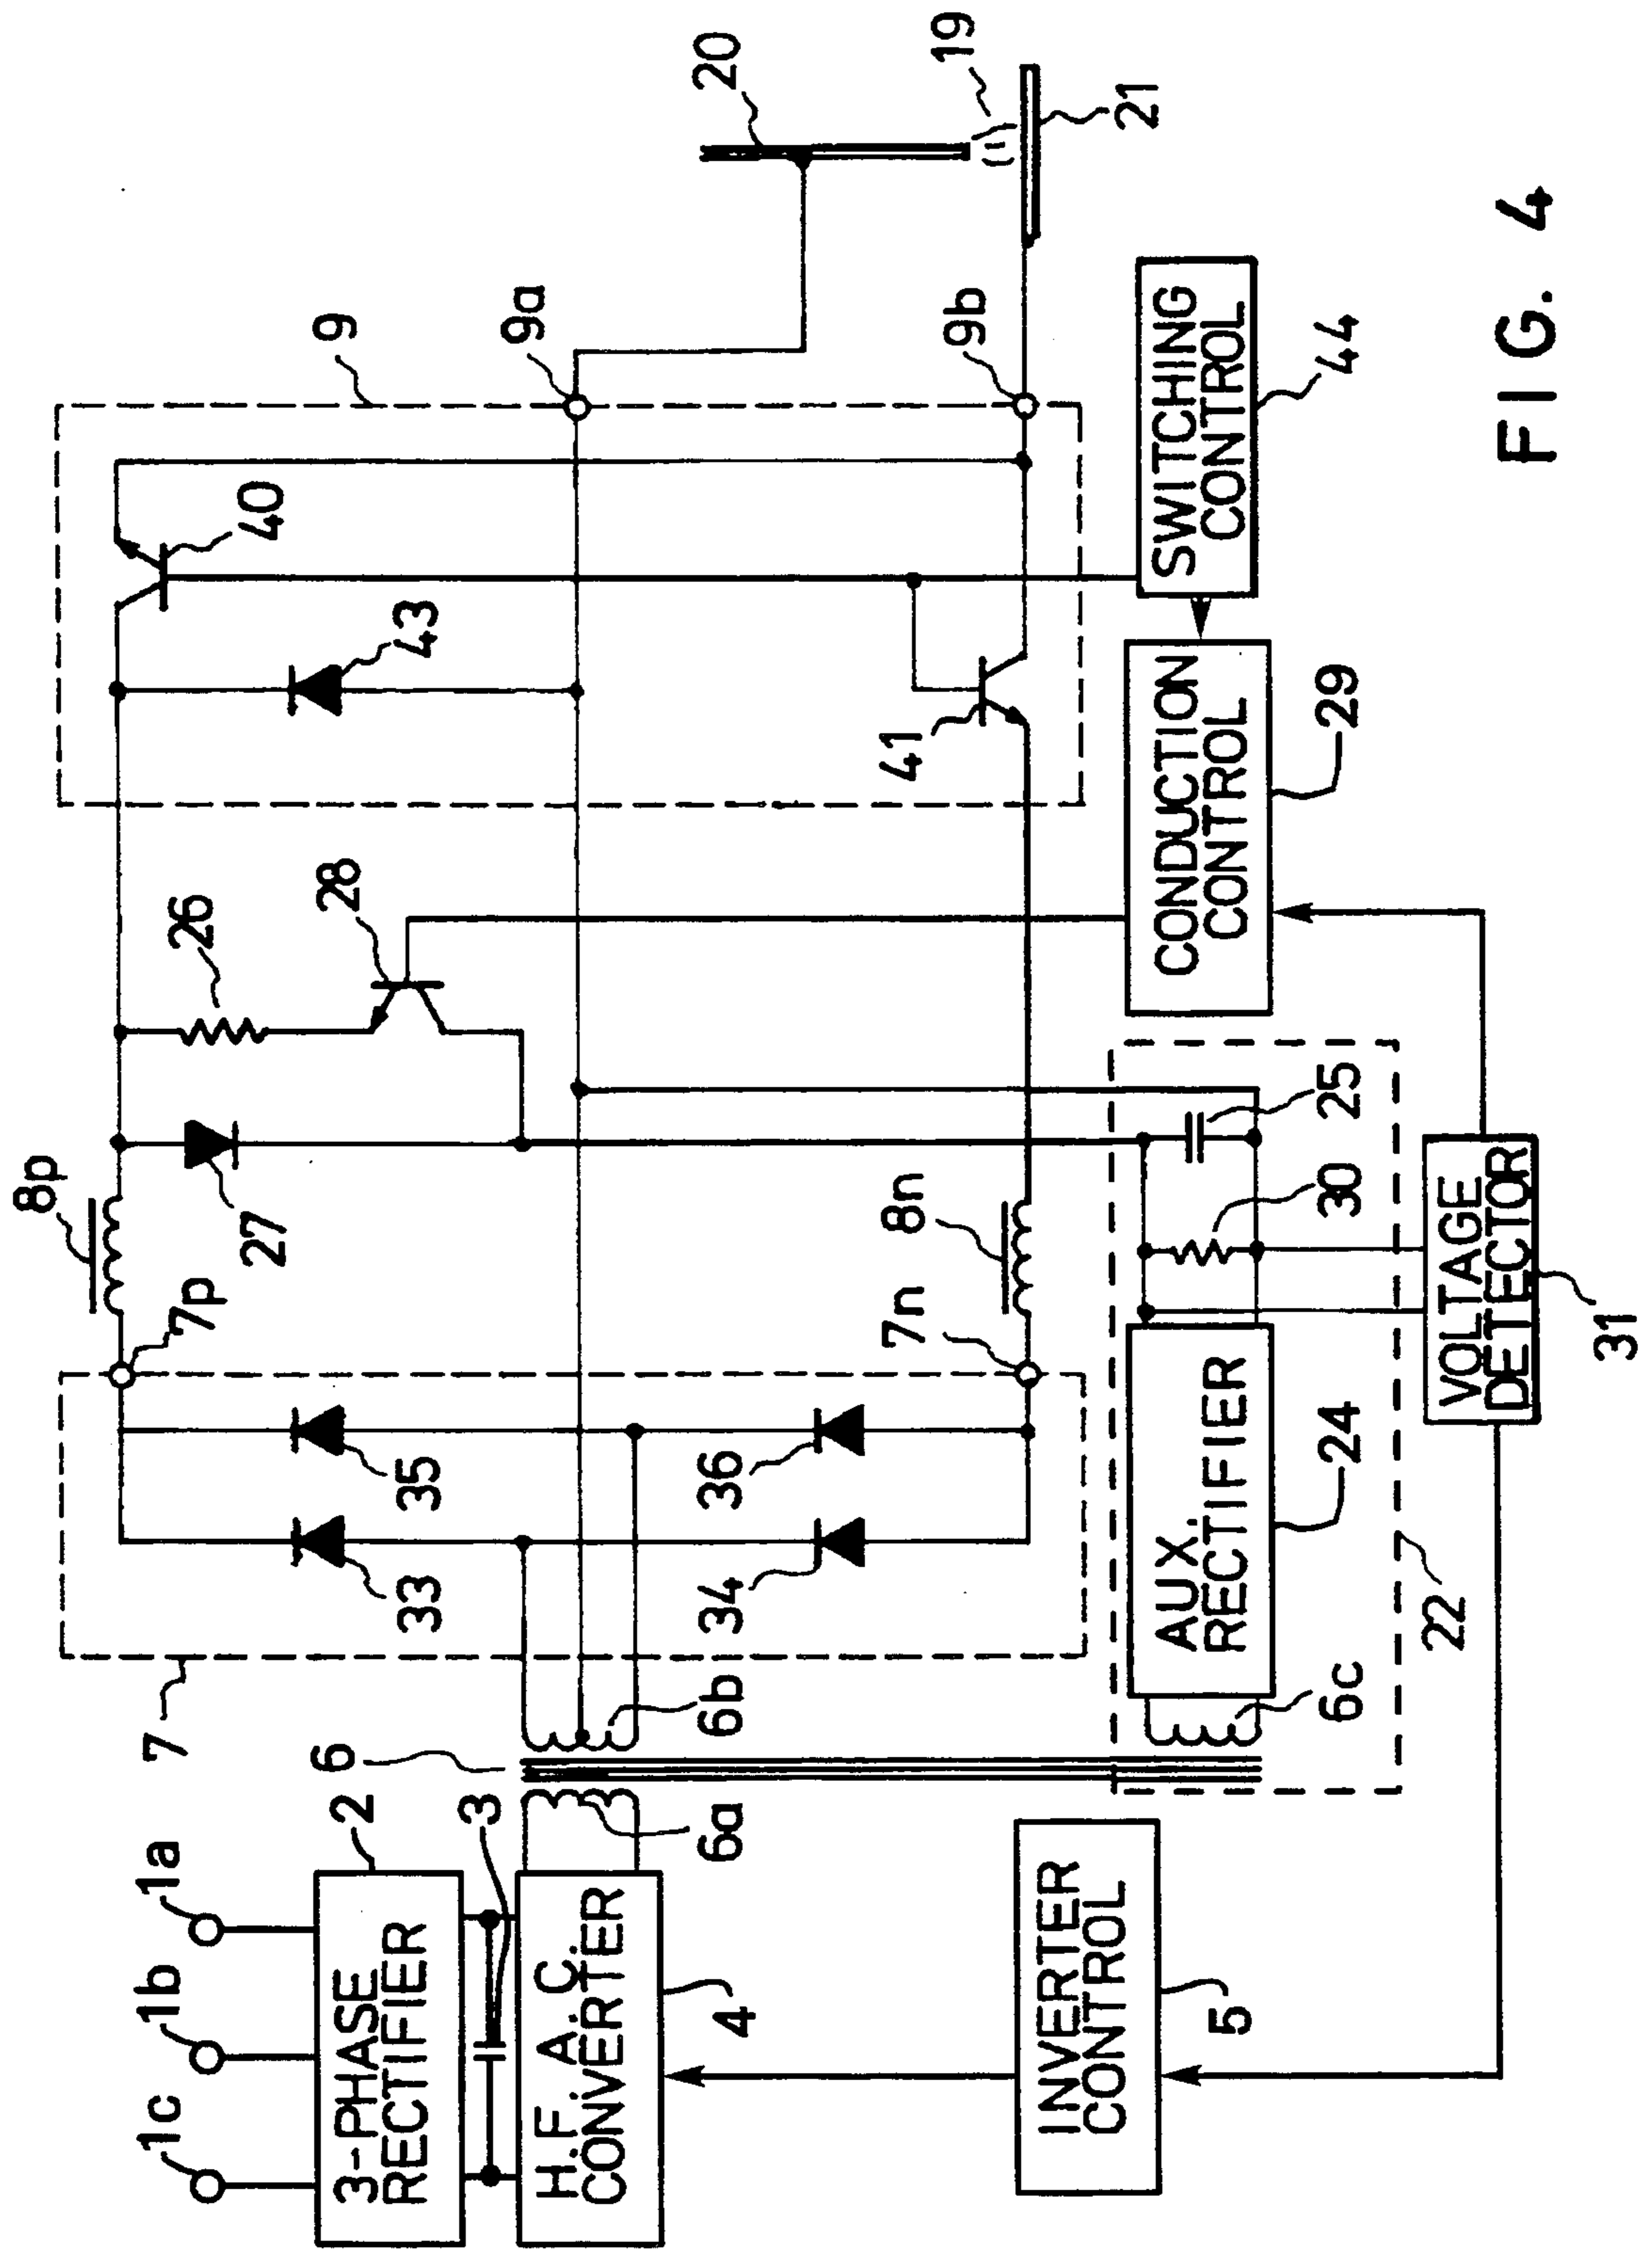 1a
1b
1c
2
3-PHASE
RECTIFIER
3
H.F. A.C.
CONVERTER
4
INVERTER
CONTROL
5
6
6a
6b
6c
7
33
34
35
36
7p
7n
8p
8n
AUX.
RECTIFIER
24
22
30
25
VOLTAGE
DETECTOR
31
27
26
28
CONDUCTION
CONTROL
29
9
43
40
41
9a
9b
SWITCHING
CONTROL
44
20
19
21
FIG. 4